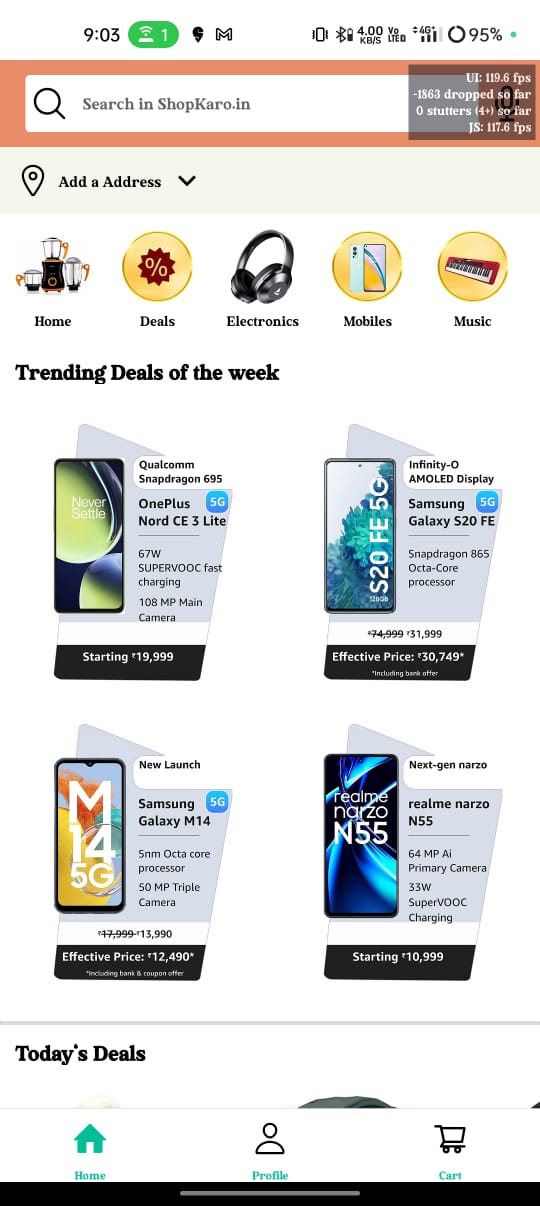 9:03 1 4.00 KB/S Vo LTED 4G 95%
UI: 119.6 fps
-1863 dropped so far
0 stutters (4+) so far
JS: 117.6 fps
Search in ShopKaro.in
Add a Address
Home Deals Electronics Mobiles Music
Trending Deals of the week
Qualcomm
Snapdragon 695
Never
Settle
OnePlus 5G
Nord CE 3 Lite
67W
SUPERVOOC fast
charging
108 MP Main
Camera
Starting ₹19,999
Infinity-O
AMOLED Display
S20 FE 5G
128GB
Samsung 5G
Galaxy S20 FE
Snapdragon 865
Octa-Core
processor
₹74,999 ₹31,999
Effective Price: ₹30,749*
*Including bank offer
New Launch
M
14
5G
Samsung 5G
Galaxy M14
5nm Octa core
processor
50 MP Triple
Camera
₹17,999 ₹13,990
Effective Price: ₹12,490*
*Including bank & coupon offer
Next-gen narzo
realme
narzo
N55
realme narzo
N55
64 MP Ai
Primary Camera
33W
SuperVOOC
Charging
Starting ₹10,999
Today's Deals
Home Profile Cart